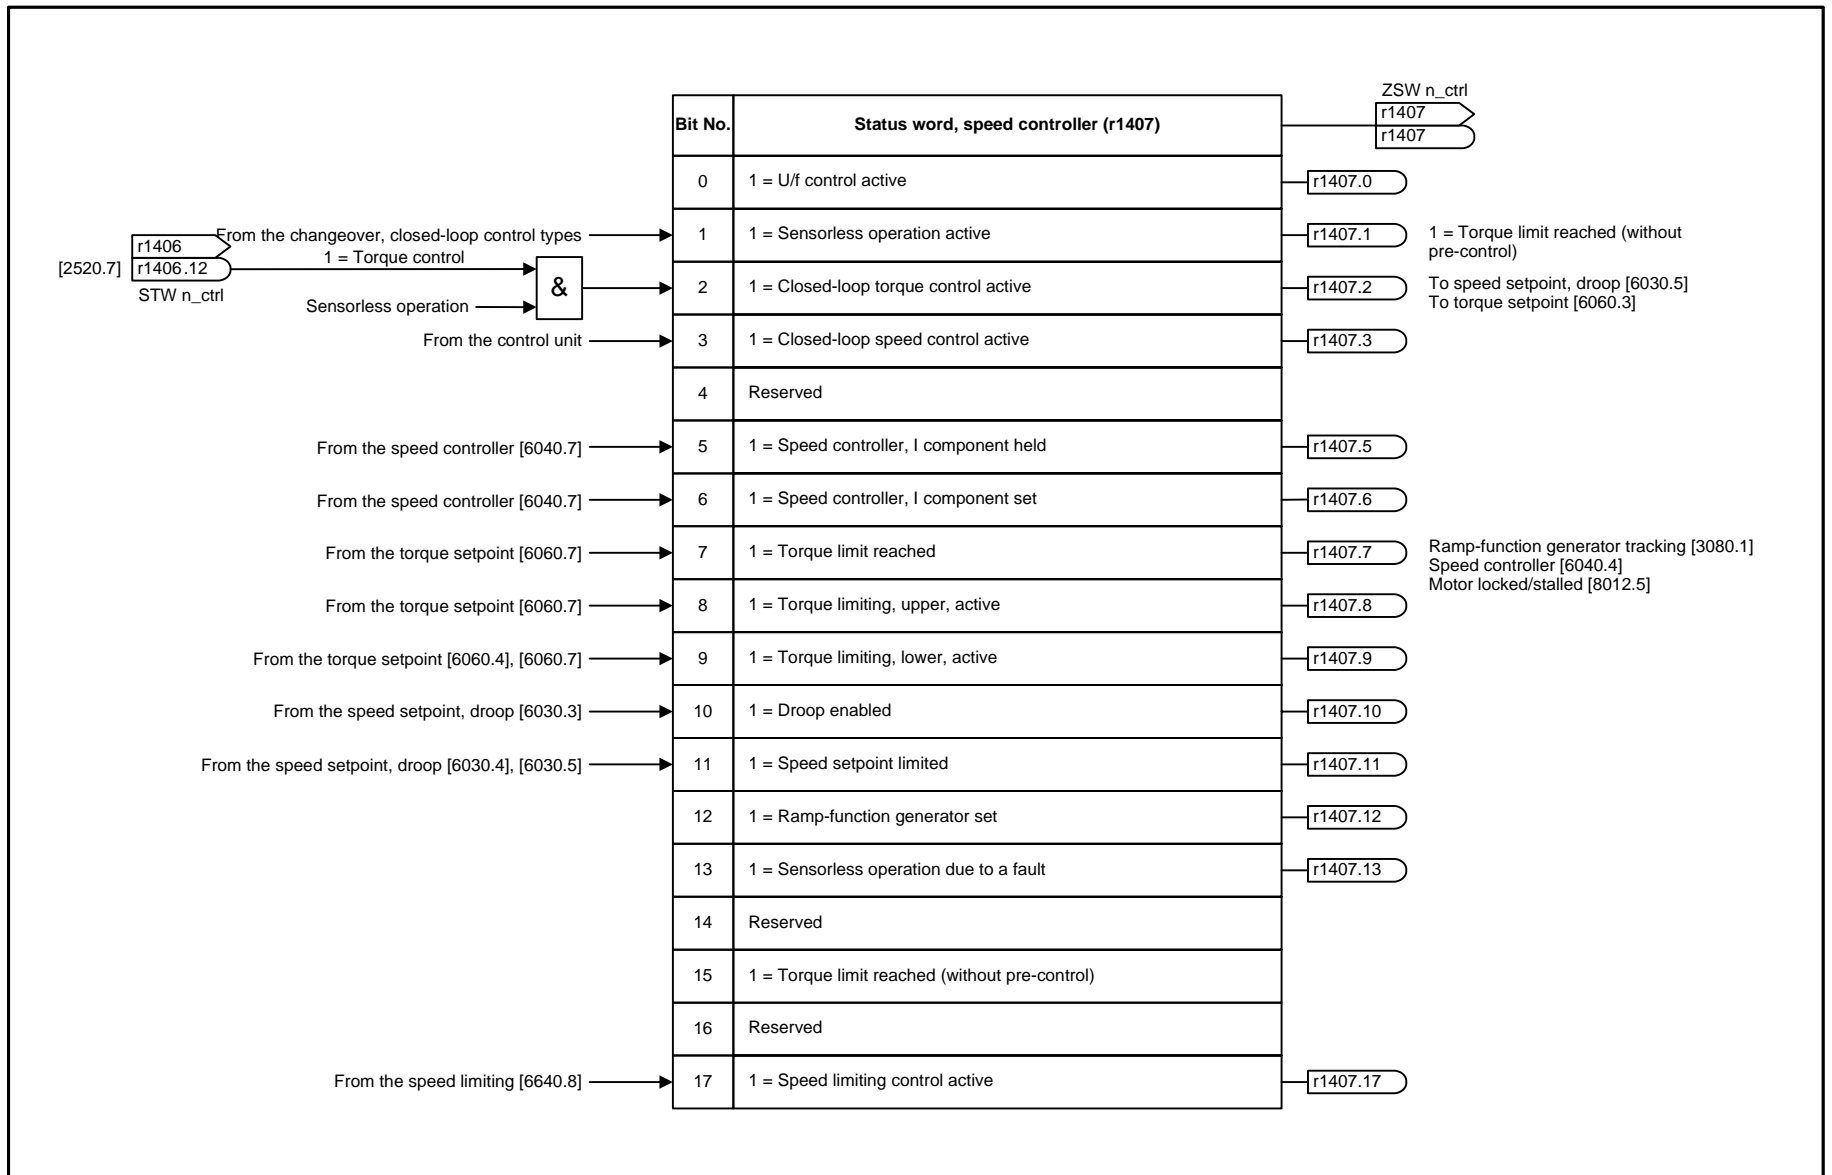 ZSW n_ctrl
r1407
r1407
Bit No. Status word, speed controller (r1407)
0 1 = U/f control active r1407.0
From the changeover, closed-loop control types 1 1 = Sensorless operation active r1407.1 1 = Torque limit reached (without
pre-control)
r1406
1 = Torque control
[2520.7] r1406.12
STW n_ctrl
&
Sensorless operation
2 1 = Closed-loop torque control active r1407.2 To speed setpoint, droop [6030.5]
To torque setpoint [6060.3]
From the control unit 3 1 = Closed-loop speed control active r1407.3
4 Reserved
From the speed controller [6040.7] 5 1 = Speed controller, I component held r1407.5
From the speed controller [6040.7] 6 1 = Speed controller, I component set r1407.6
From the torque setpoint [6060.7] 7 1 = Torque limit reached r1407.7 Ramp-function generator tracking [3080.1]
Speed controller [6040.4]
Motor locked/stalled [8012.5]
From the torque setpoint [6060.7] 8 1 = Torque limiting, upper, active r1407.8
From the torque setpoint [6060.4], [6060.7] 9 1 = Torque limiting, lower, active r1407.9
From the speed setpoint, droop [6030.3] 10 1 = Droop enabled r1407.10
From the speed setpoint, droop [6030.4], [6030.5] 11 1 = Speed setpoint limited r1407.11
12 1 = Ramp-function generator set r1407.12
13 1 = Sensorless operation due to a fault r1407.13
14 Reserved
15 1 = Torque limit reached (without pre-control)
16 Reserved
From the speed limiting [6640.8] 17 1 = Speed limiting control active r1407.17